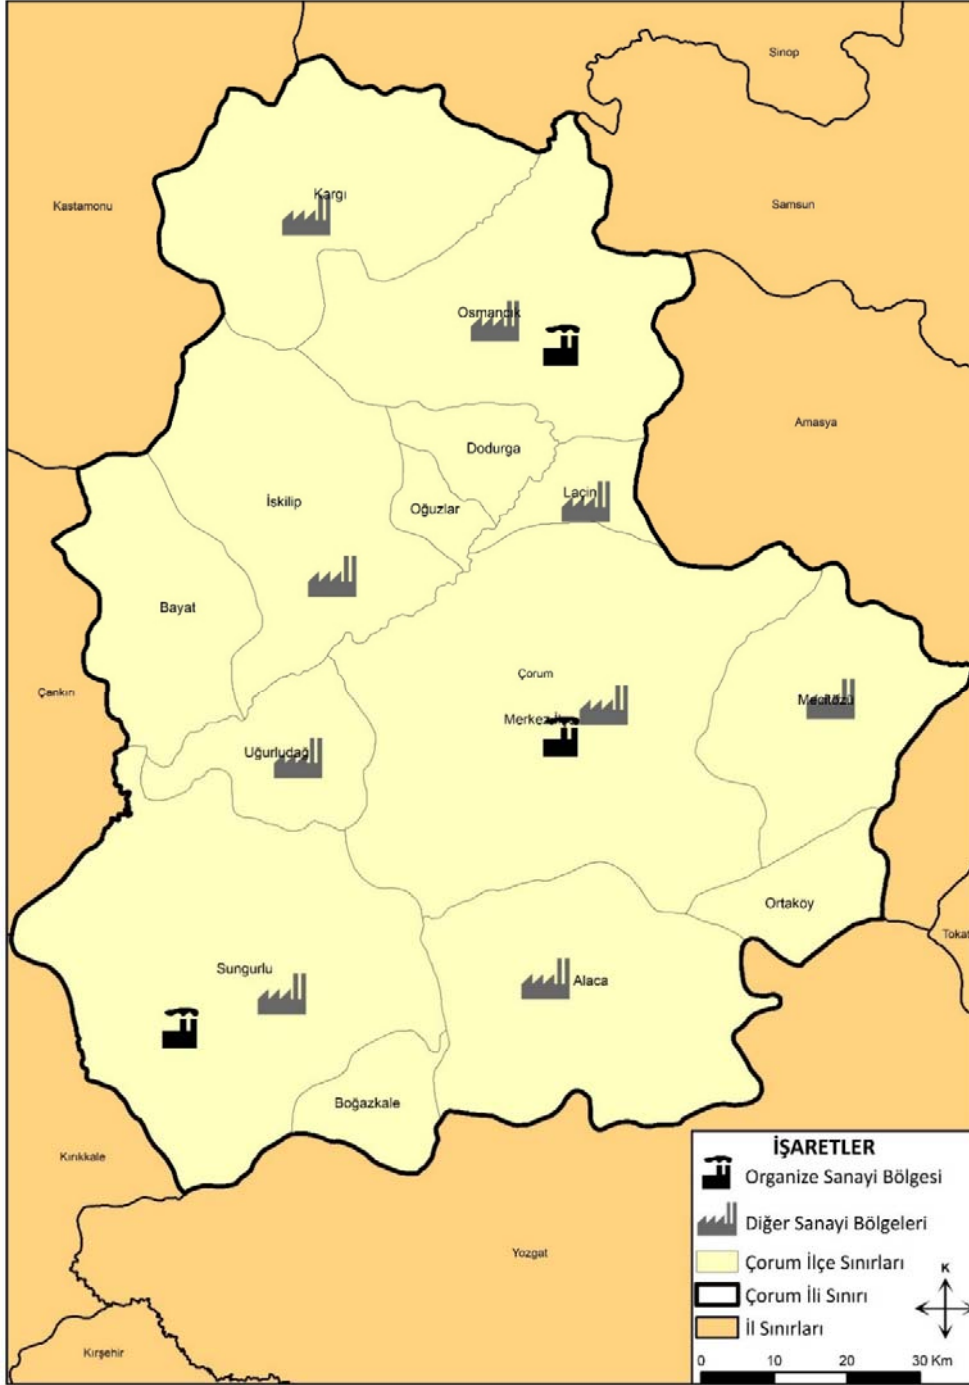 Sinop
Kastamonu
Kargı
Samsun
Osmancık
Amasya
Dodurga
Laçin
İskilip
Oğuzlar
Bayat
Çorum
Çankırı
Mecitözü
Merkez
Uğurludağ
Ortaköy
Tokat
Sungurlu
Alaca
Boğazkale
Kırıkkale
Yozgat
Kırşehir
İŞARETLER
Organize Sanayi Bölgesi
Diğer Sanayi Bölgeleri
Çorum İlçe Sınırları
K
Çorum İli Sınırı
İl Sınırları
0 10 20 30 Km